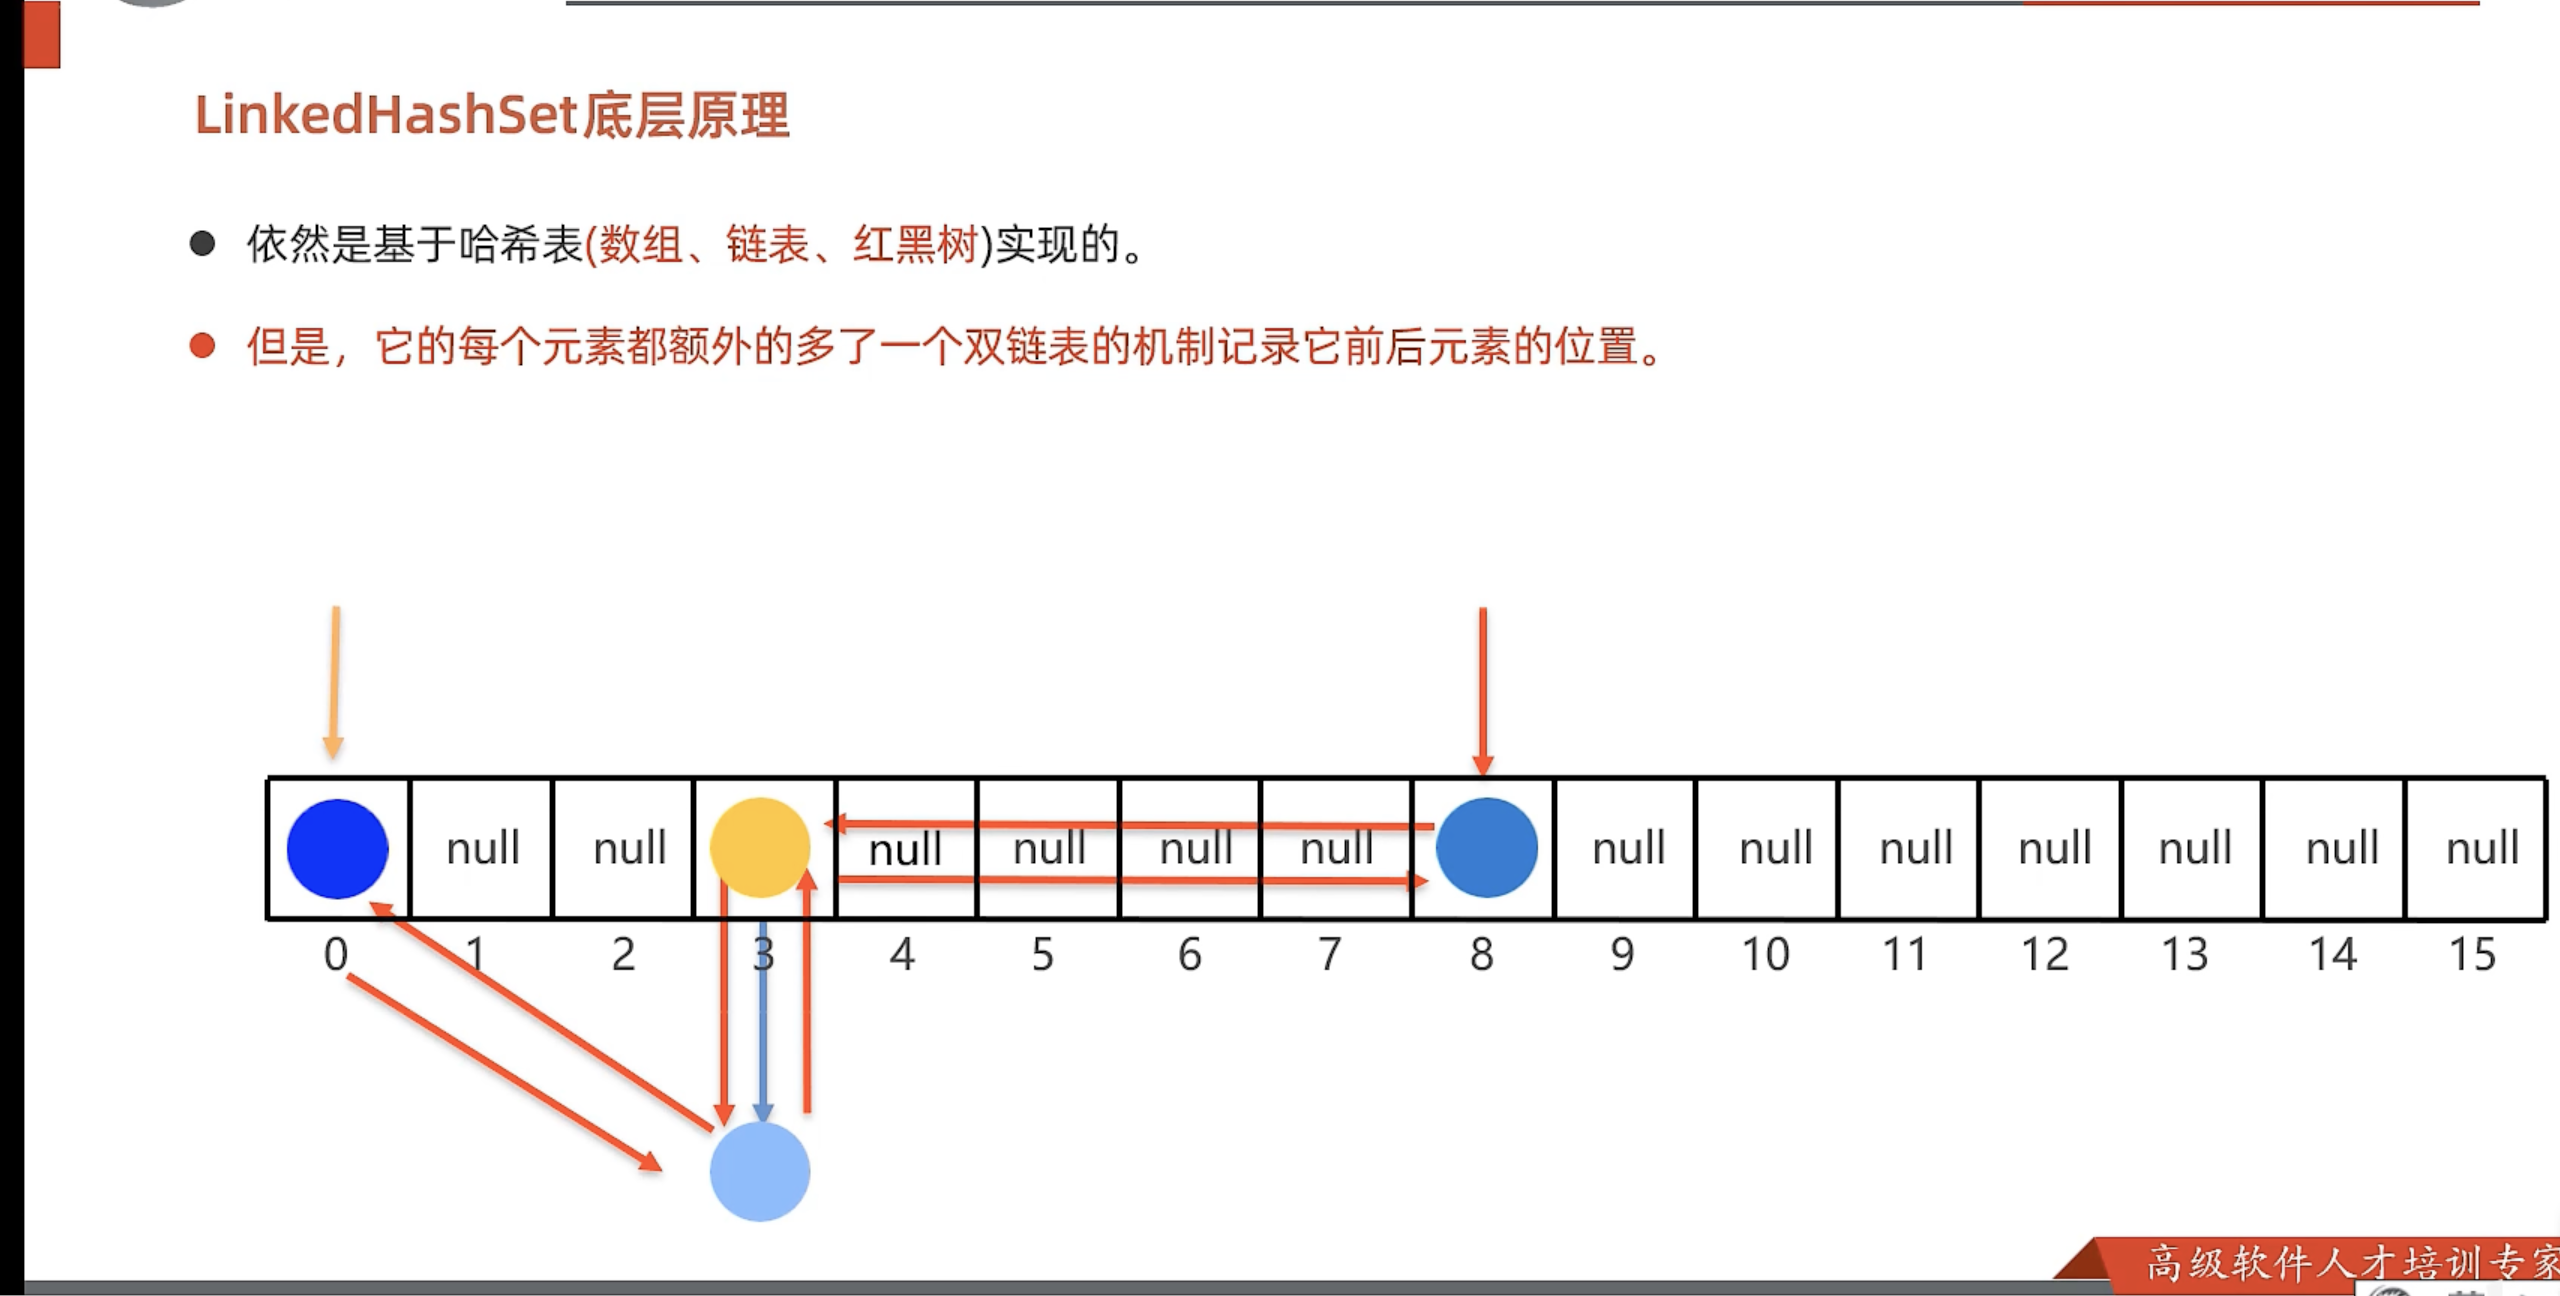 LinkedHashSet底层原理
依然是基于哈希表(数组、链表、红黑树)实现的。
但是，它的每个元素都额外的多了一个双链表的机制记录它前后元素的位置。
null null null null null null null null null null null null null
0 1 2 3 4 5 6 7 8 9 10 11 12 13 14 15
高级软件人才培训专家